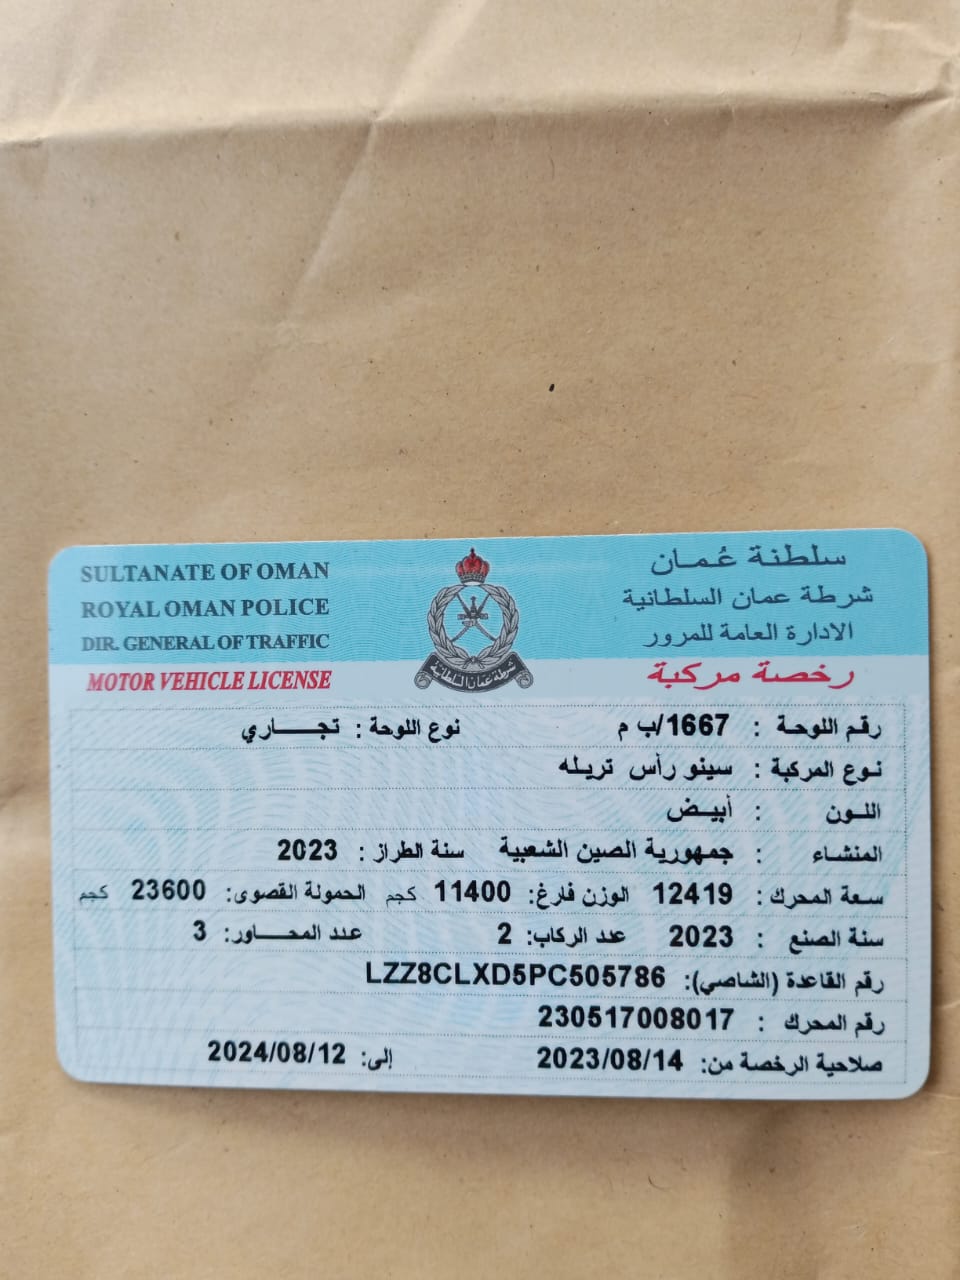 SULTANATE OF OMAN
ROYAL OMAN POLICE
DIR. GENERAL OF TRAFFIC
MOTOR VEHICLE LICENSE
سلطنة عُمان
شرطة عمان السلطانية
الادارة العامة للمرور
رخصة مركبة
شرطة عمان السلطانية
رقم اللوحة : 1667/ب م نوع اللوحة : تجاري
نوع المركبة : سينو رأس تريله
اللون : أبيض
المنشاء : جمهورية الصين الشعبية سنة الطراز : 2023
سعة المحرك : 12419 الوزن فارغ: 11400 كجم الحمولة القصوى: 23600 كجم
سنة الصنع : 2023 عدد الركاب: 2 عدد المحاور: 3
رقم القاعدة (الشاصي): LZZ8CLXD5PC505786
رقم المحرك : 230517008017
صلاحية الرخصة من: 2023/08/14 إلى: 2024/08/12